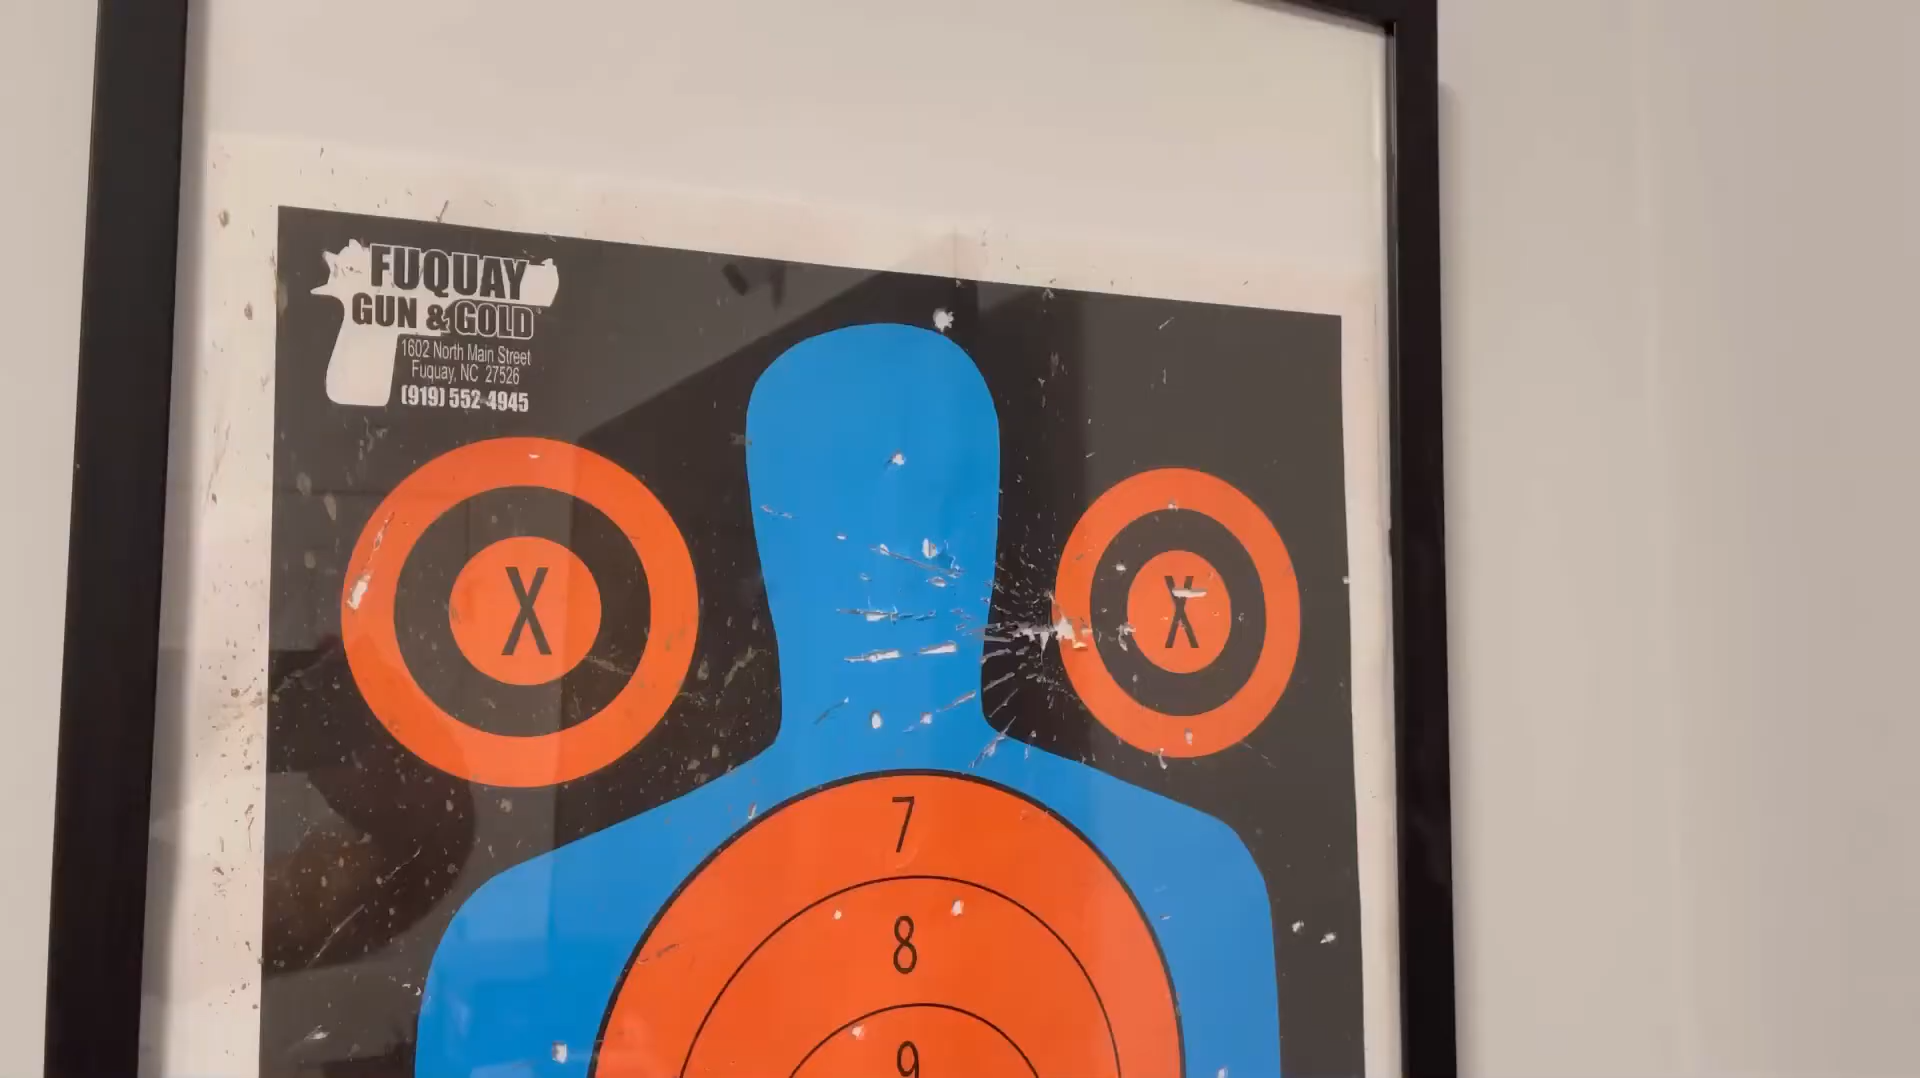 FUQUAY
GUN & GOLD
1602 North Main Street
Fuquay, NC 27526
(919) 552-4945
X
X
7
8
9